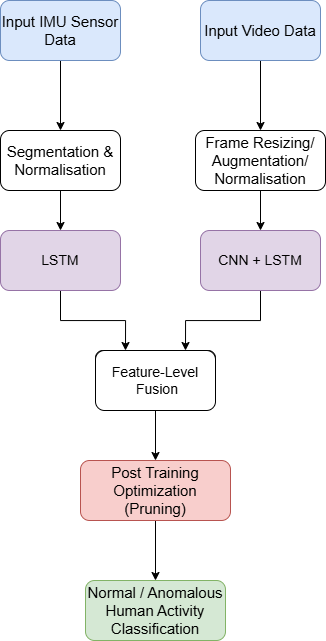 Input IMU Sensor
Data
Input Video Data
Segmentation &
Normalisation
Frame Resizing/
Augmentation/
Normalisation
LSTM
CNN + LSTM
Feature-Level
Fusion
Post Training
Optimization
(Pruning)
Normal / Anomalous
Human Activity
Classification